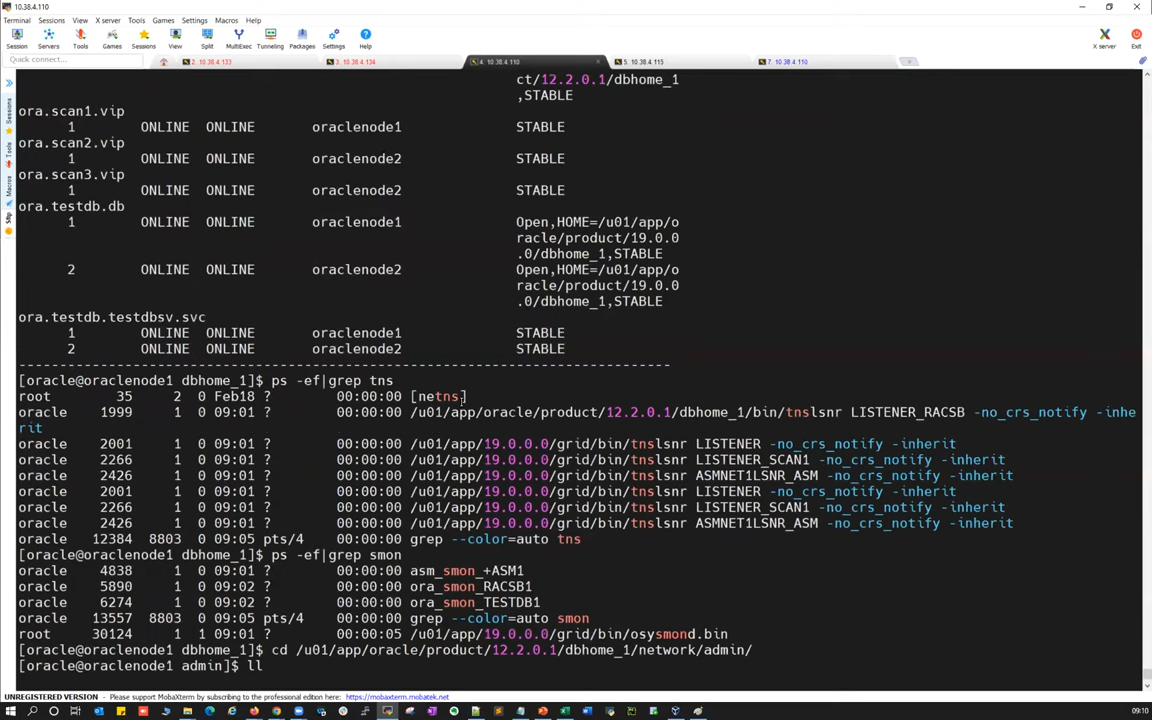 10.38.4.110
Terminal Sessions View X server Tools Games Settings Macros Help
Session Servers Tools Games Sessions View Split MultiExec Tunneling Packages Settings Help X server Exit
Quick connect... 2. 10.38.4.133 3. 10.38.4.134 4. 10.38.4.110 5. 10.38.4.115 7. 10.38.4.110
Sessions
Tools
Macros
Sftp
ct/12.2.0.1/dbhome_1
,STABLE
ora.scan1.vip
1 ONLINE ONLINE oraclenode1 STABLE
ora.scan2.vip
1 ONLINE ONLINE oraclenode2 STABLE
ora.scan3.vip
1 ONLINE ONLINE oraclenode2 STABLE
ora.testdb.db
1 ONLINE ONLINE oraclenode1 Open,HOME=/u01/app/o
racle/product/19.0.0
.0/dbhome_1,STABLE
2 ONLINE ONLINE oraclenode2 Open,HOME=/u01/app/o
racle/product/19.0.0
.0/dbhome_1,STABLE
ora.testdb.testdbsv.svc
1 ONLINE ONLINE oraclenode1 STABLE
2 ONLINE ONLINE oraclenode2 STABLE
--------------------------------------------------------------------------------
[oracle@oraclenode1 dbhome_1]$ ps -ef|grep tns
root 35 2 0 Feb18 ? 00:00:00 [netns]
oracle 1999 1 0 09:01 ? 00:00:00 /u01/app/oracle/product/12.2.0.1/dbhome_1/bin/tnslsnr LISTENER_RACSB -no_crs_notify -inhe
rit
oracle 2001 1 0 09:01 ? 00:00:00 /u01/app/19.0.0.0/grid/bin/tnslsnr LISTENER -no_crs_notify -inherit
oracle 2266 1 0 09:01 ? 00:00:00 /u01/app/19.0.0.0/grid/bin/tnslsnr LISTENER_SCAN1 -no_crs_notify -inherit
oracle 2426 1 0 09:01 ? 00:00:00 /u01/app/19.0.0.0/grid/bin/tnslsnr ASMNET1LSNR_ASM -no_crs_notify -inherit
oracle 2001 1 0 09:01 ? 00:00:00 /u01/app/19.0.0.0/grid/bin/tnslsnr LISTENER -no_crs_notify -inherit
oracle 2266 1 0 09:01 ? 00:00:00 /u01/app/19.0.0.0/grid/bin/tnslsnr LISTENER_SCAN1 -no_crs_notify -inherit
oracle 2426 1 0 09:01 ? 00:00:00 /u01/app/19.0.0.0/grid/bin/tnslsnr ASMNET1LSNR_ASM -no_crs_notify -inherit
oracle 12384 8803 0 09:05 pts/4 00:00:00 grep --color=auto tns
[oracle@oraclenode1 dbhome_1]$ ps -ef|grep smon
oracle 4838 1 0 09:01 ? 00:00:00 asm_smon_+ASM1
oracle 5890 1 0 09:02 ? 00:00:00 ora_smon_RACSB1
oracle 6274 1 0 09:02 ? 00:00:00 ora_smon_TESTDB1
oracle 13557 8803 0 09:05 pts/4 00:00:00 grep --color=auto smon
root 30124 1 1 09:01 ? 00:00:05 /u01/app/19.0.0.0/grid/bin/osysmond.bin
[oracle@oraclenode1 dbhome_1]$ cd /u01/app/oracle/product/12.2.0.1/dbhome_1/network/admin/
[oracle@oraclenode1 admin]$ ll
UNREGISTERED VERSION - Please support MobaXterm by subscribing to the professional edition here: https://mobaxterm.mobatek.net
09:10